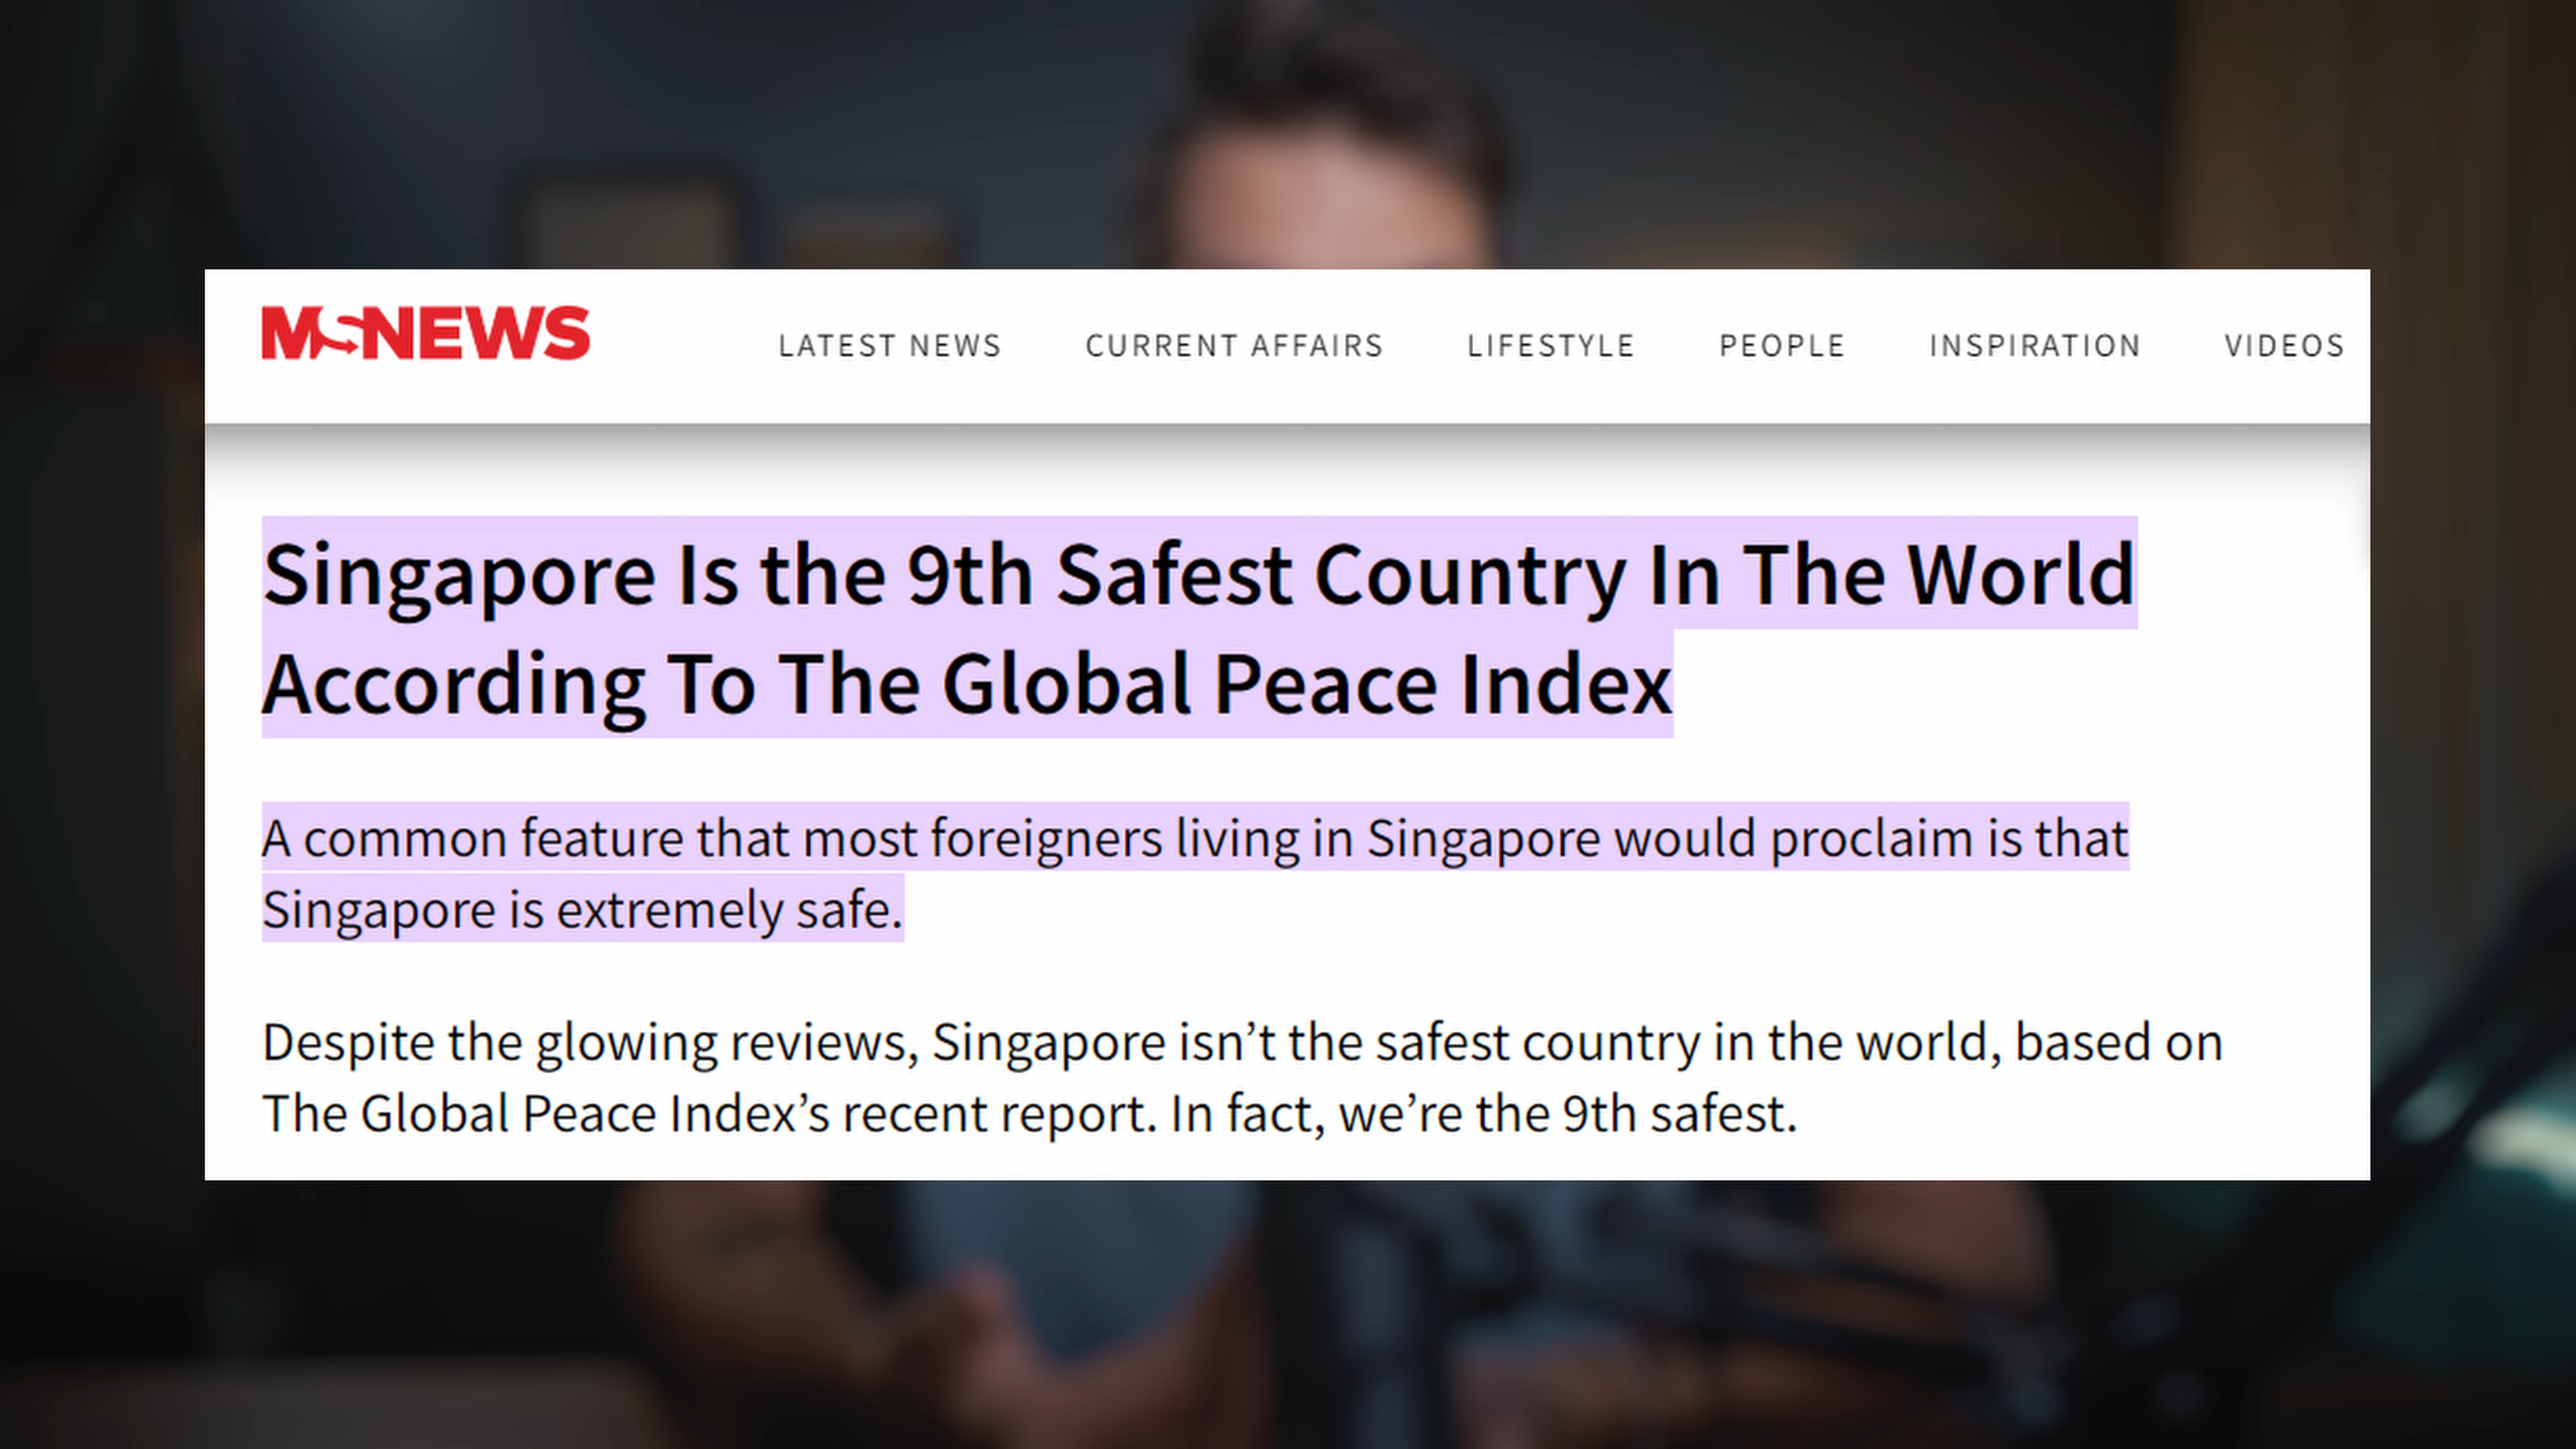 MSNEWS
LATEST NEWS CURRENT AFFAIRS LIFESTYLE PEOPLE INSPIRATION VIDEOS
Singapore Is the 9th Safest Country In The World
According To The Global Peace Index
A common feature that most foreigners living in Singapore would proclaim is that
Singapore is extremely safe.
Despite the glowing reviews, Singapore isn’t the safest country in the world, based on
The Global Peace Index’s recent report. In fact, we’re the 9th safest.